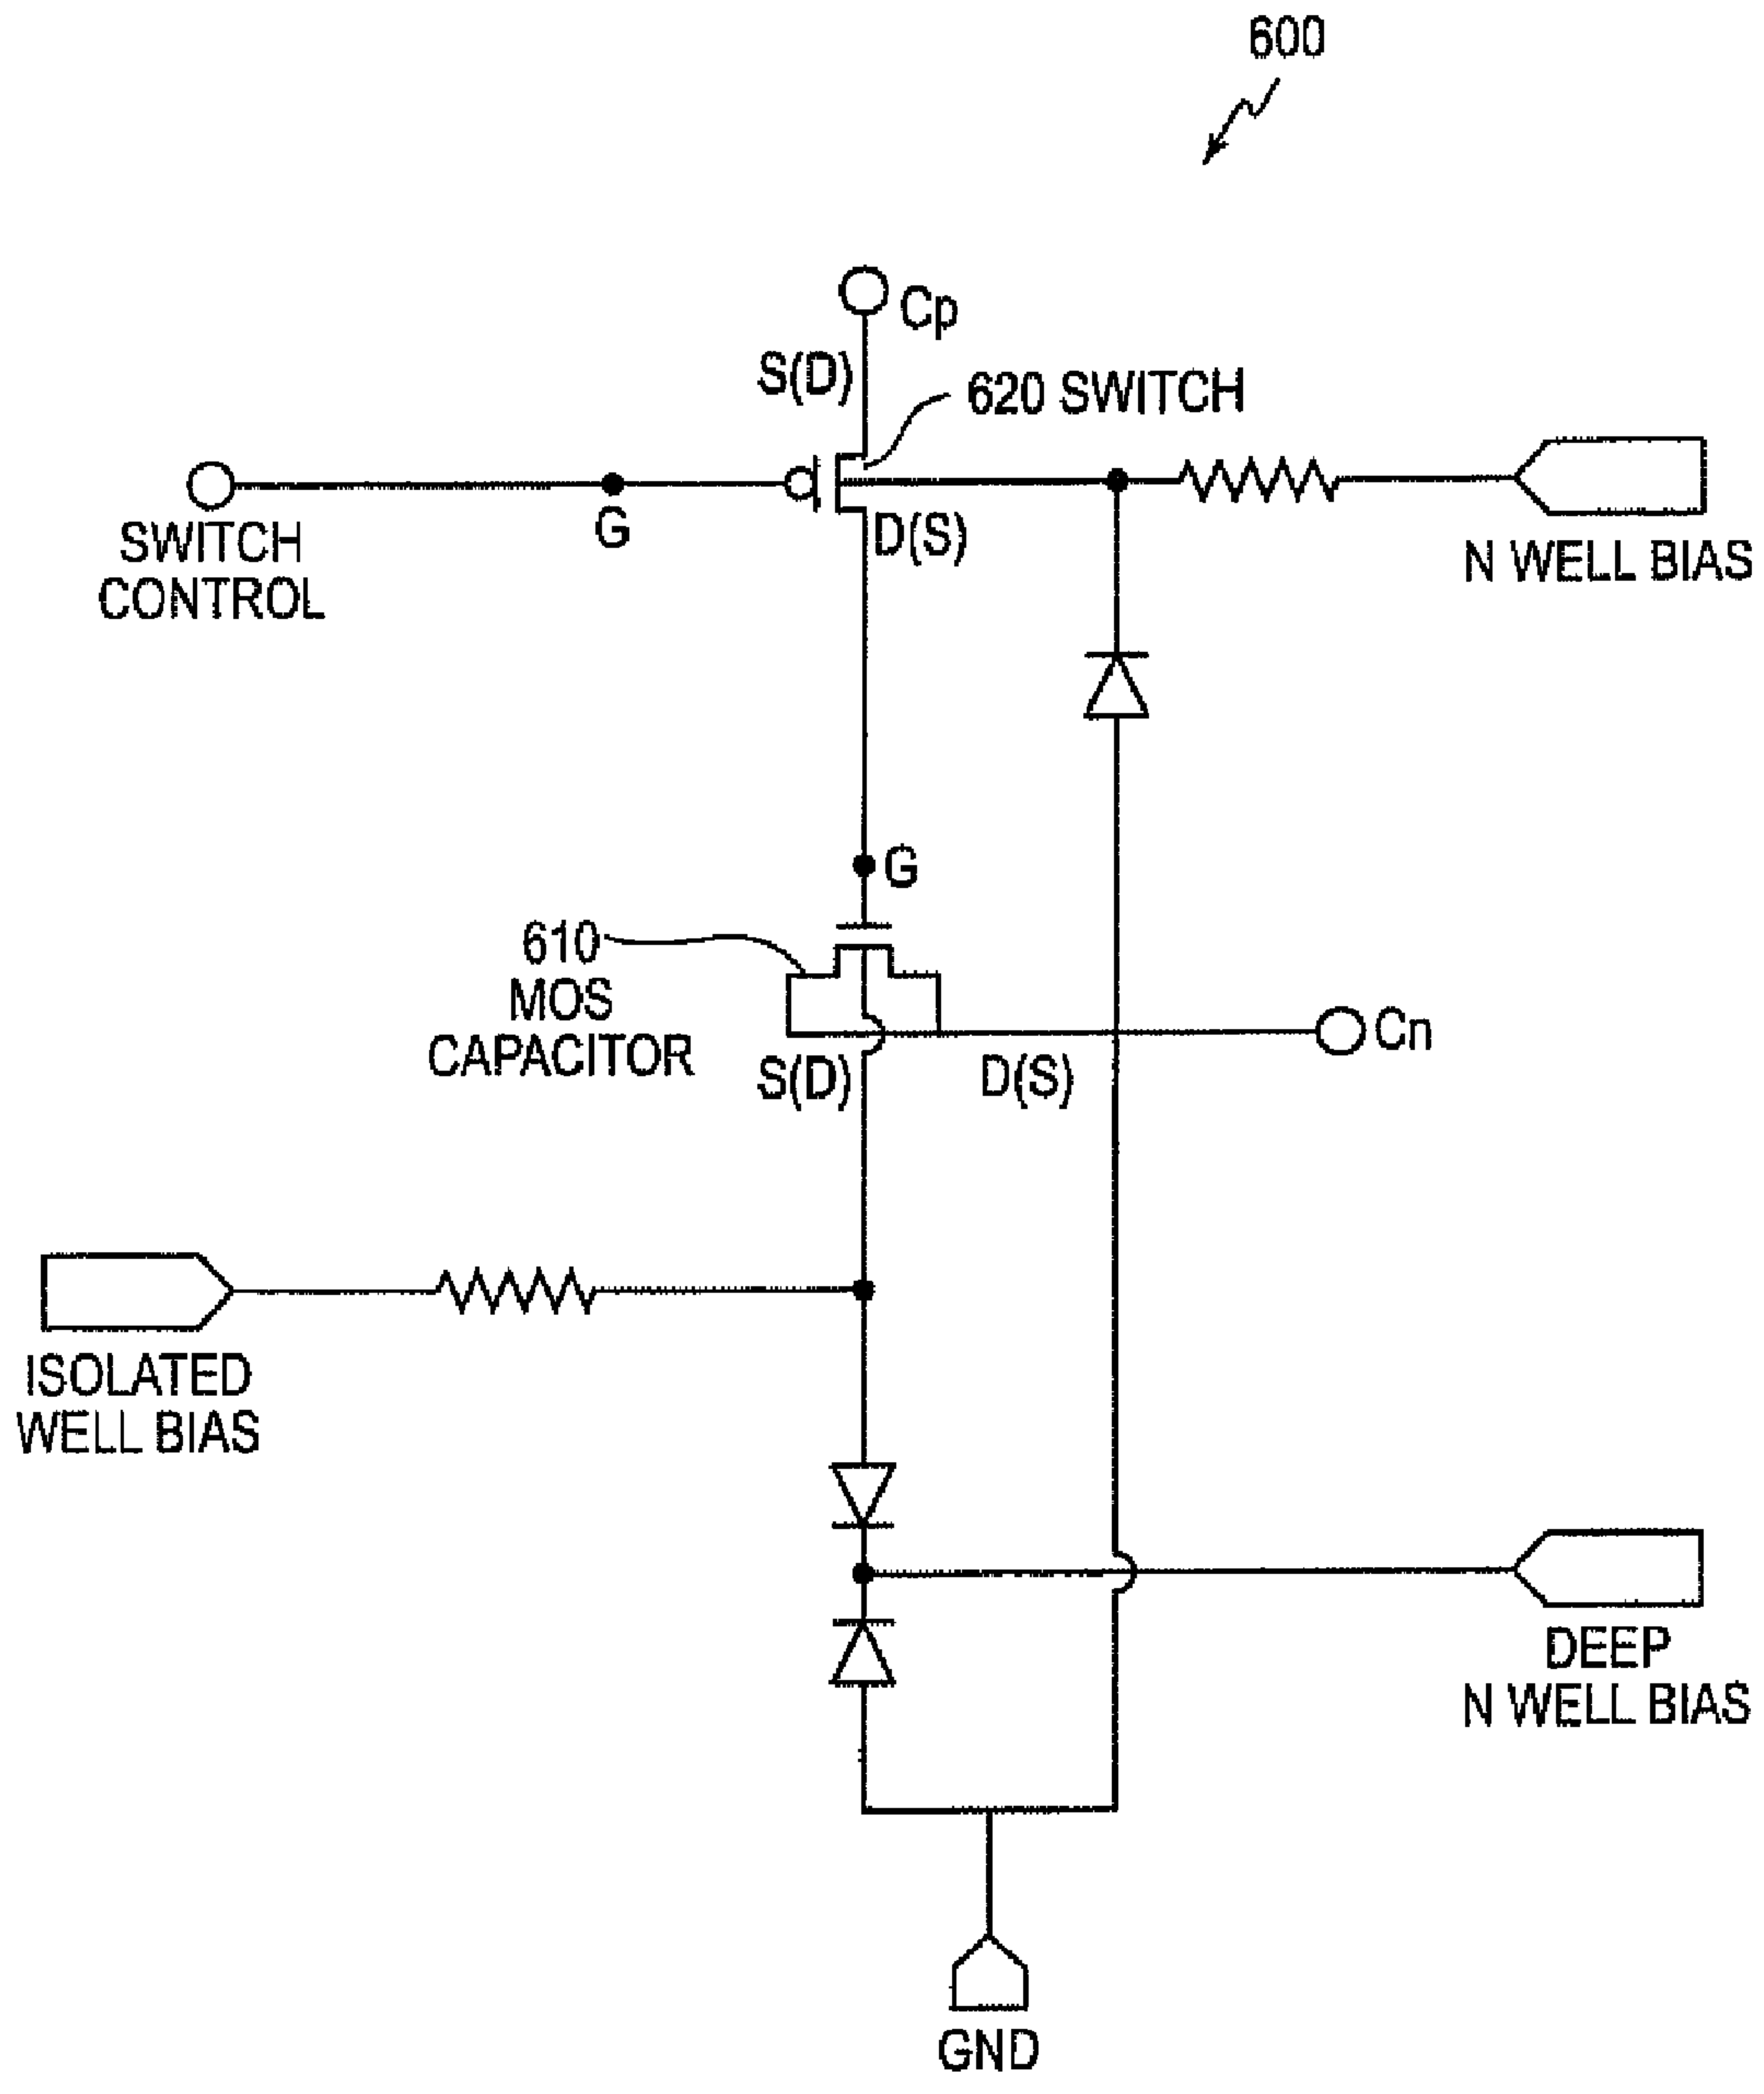 600
Cp
S(D)
620 SWITCH
G
D(S)
SWITCH
CONTROL
N WELL BIAS
G
610
MOS
CAPACITOR
Cn
S(D)
D(S)
ISOLATED
WELL BIAS
DEEP
N WELL BIAS
GND